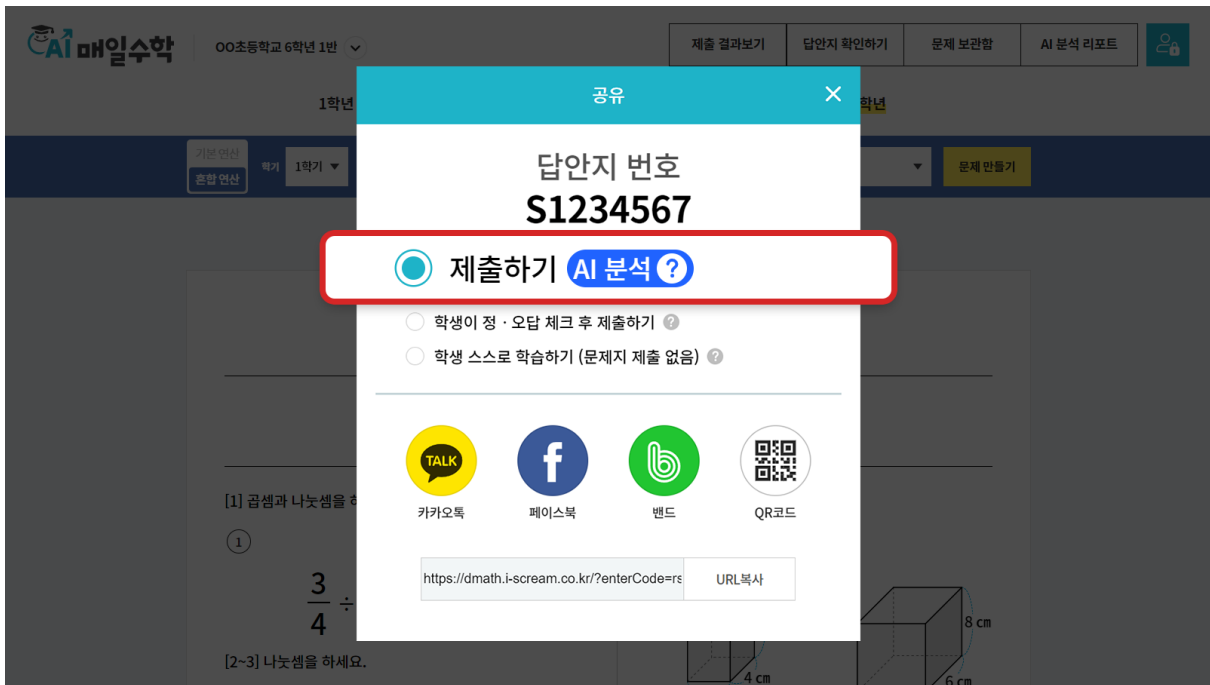 AI 매일수학
OO초등학교 6학년 1반
제출 결과보기
답안지 확인하기
문제 보관함
AI 분석 리포트
1학년
공유
학년
기본 연산
혼합 연산
학기
1학기
문제 만들기
답안지 번호
S1234567
제출하기 AI 분석 ?
학생이 정 · 오답 체크 후 제출하기 ?
학생 스스로 학습하기 (문제지 제출 없음) ?
TALK
카카오톡
페이스북
밴드
QR코드
https://dmath.i-scream.co.kr/?enterCode=rs
URL복사
[1] 곱셈과 나눗셈을
1
3
4
÷
[2~3] 나눗셈을 하세요.
8 cm
4 cm
6 cm